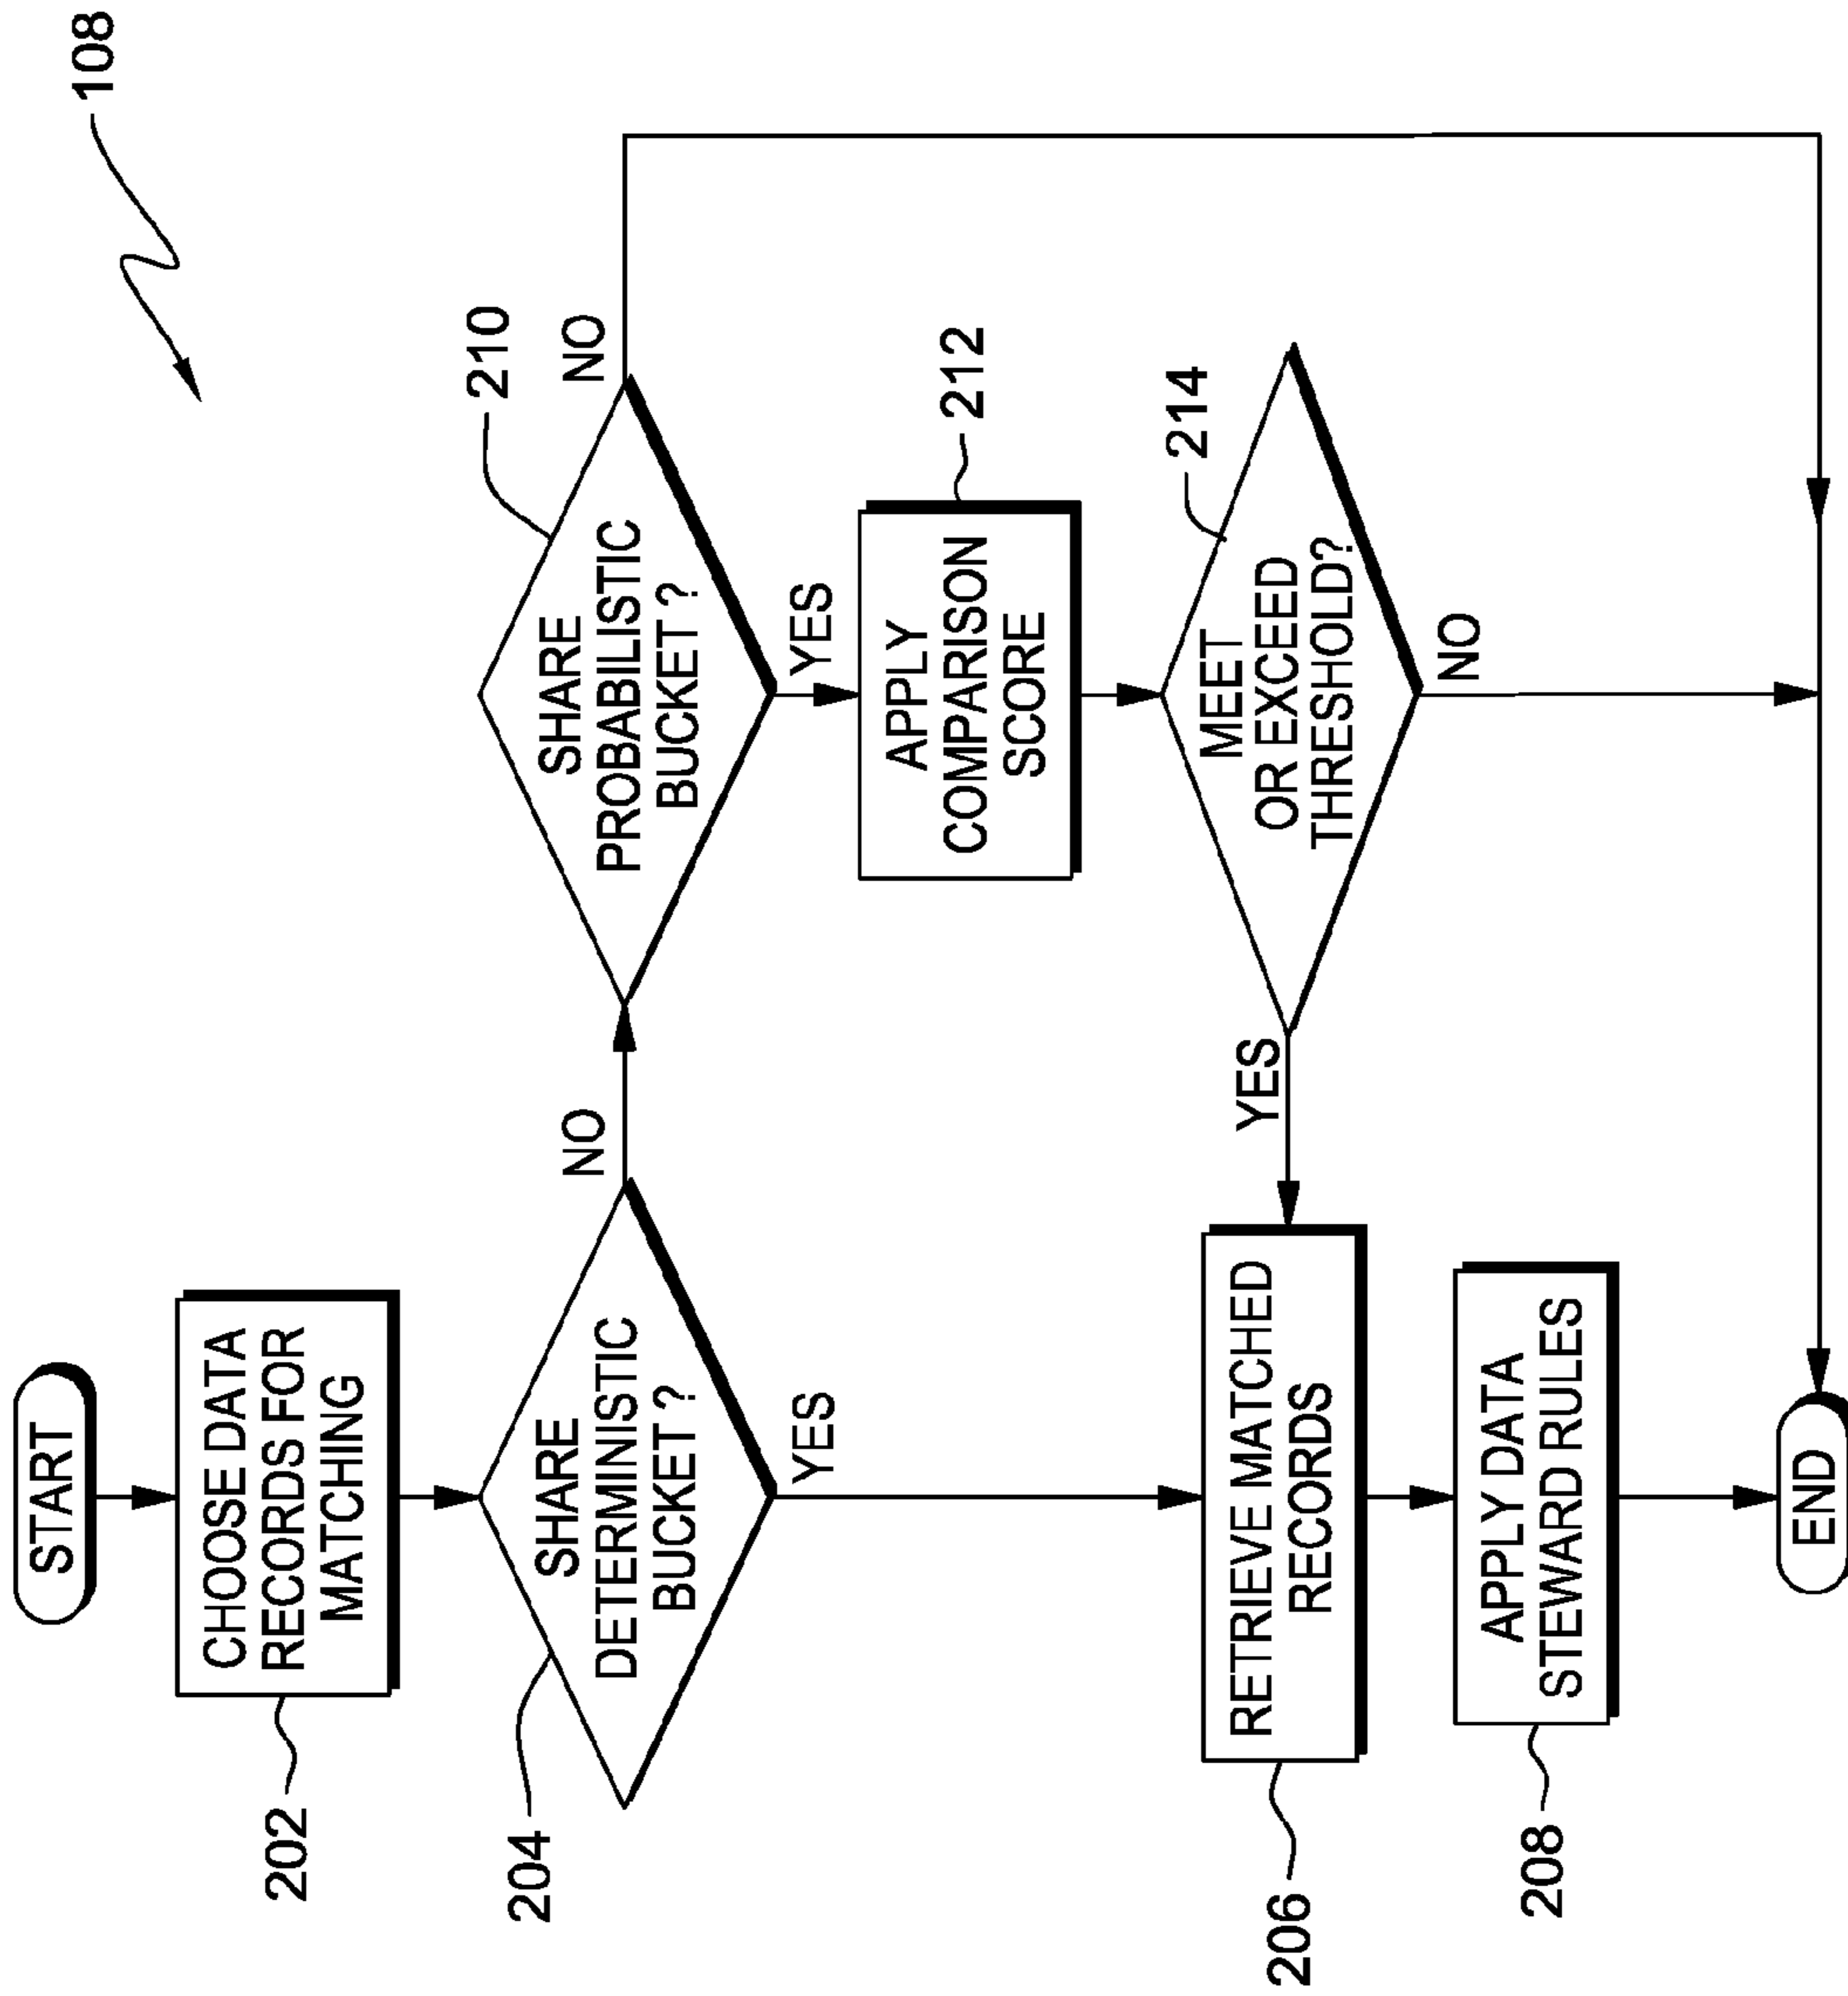 108
START
202
CHOOSE DATA
RECORDS FOR
MATCHING
204
SHARE
DETERMINISTIC
BUCKET ?
NO
YES
210
SHARE
PROBABILISTIC
BUCKET ?
NO
YES
212
APPLY
COMPARISON
SCORE
214
MEET
OR EXCEED
THRESHOLD?
YES
NO
206
RETRIEVE MATCHED
RECORDS
208
APPLY DATA
STEWARD RULES
END